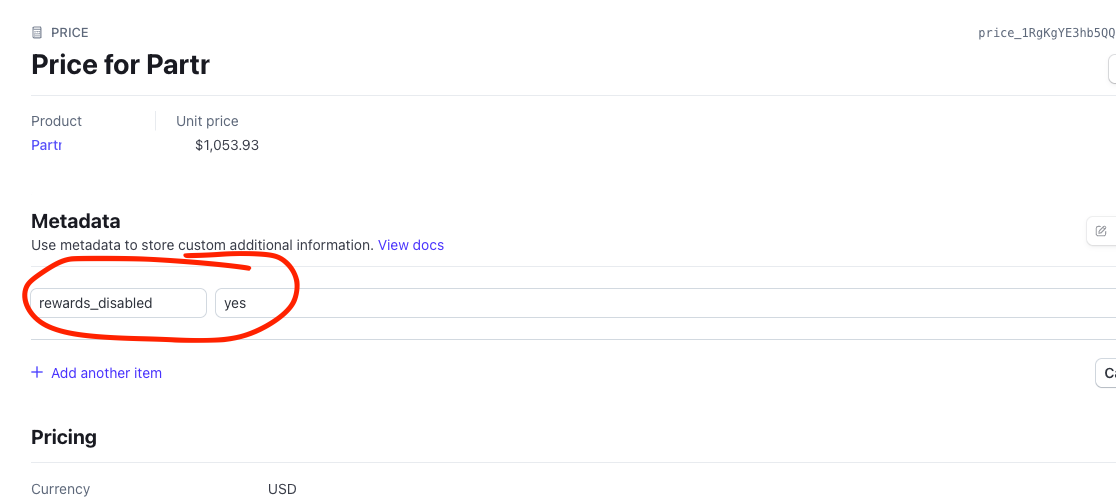 PRICE
price_1RgKgYE3hb5QQ
Price for Partr
Product
Unit price
Partr
$1,053.93
Metadata
Use metadata to store custom additional information. View docs
rewards_disabled
yes
+ Add another item
Ca
Pricing
Currency
USD